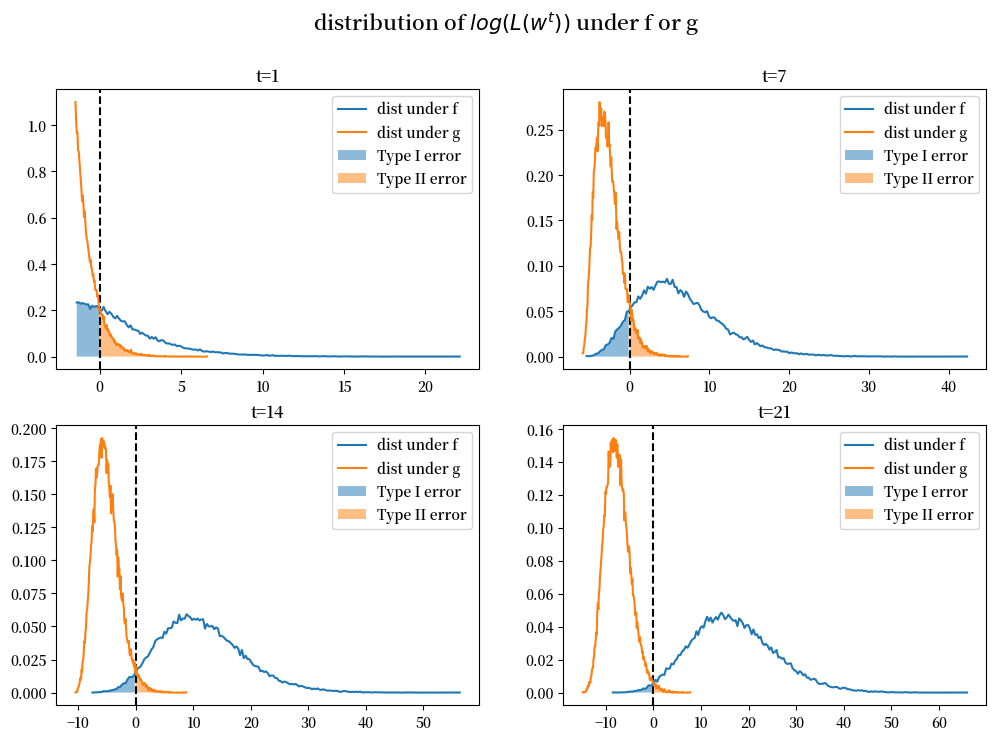 distribution of log(L(w^t)) under f or g
t=1
dist under f
dist under g
Type I error
Type II error
1.0
0.8
0.6
0.4
0.2
0.0
0 5 10 15 20
t=7
dist under f
dist under g
Type I error
Type II error
0.25
0.20
0.15
0.10
0.05
0.00
0 10 20 30 40
t=14
dist under f
dist under g
Type I error
Type II error
0.200
0.175
0.150
0.125
0.100
0.075
0.050
0.025
0.000
−10 0 10 20 30 40 50
t=21
dist under f
dist under g
Type I error
Type II error
0.16
0.14
0.12
0.10
0.08
0.06
0.04
0.02
0.00
−10 0 10 20 30 40 50 60